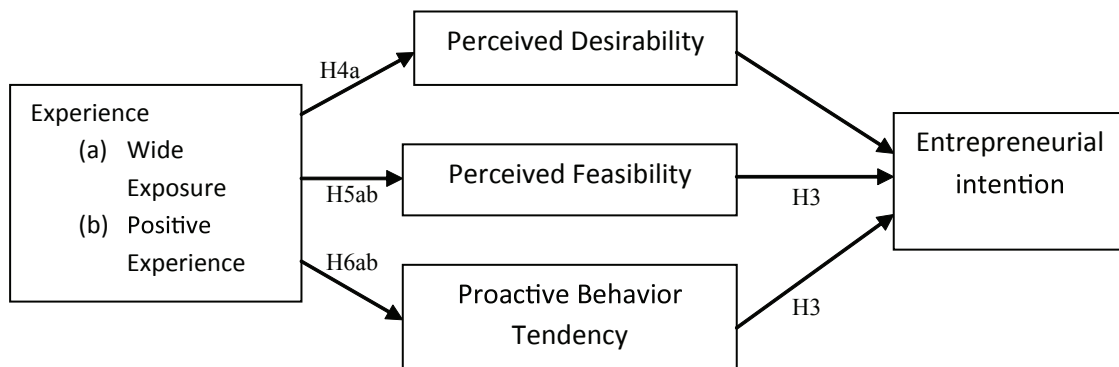 Perceived Desirability
H4a
Experience
(a) Wide
Exposure
(b) Positive
Experience
H5ab
Perceived Feasibility
H3
Entrepreneurial
intention
H6ab
Proactive Behavior
Tendency
H3